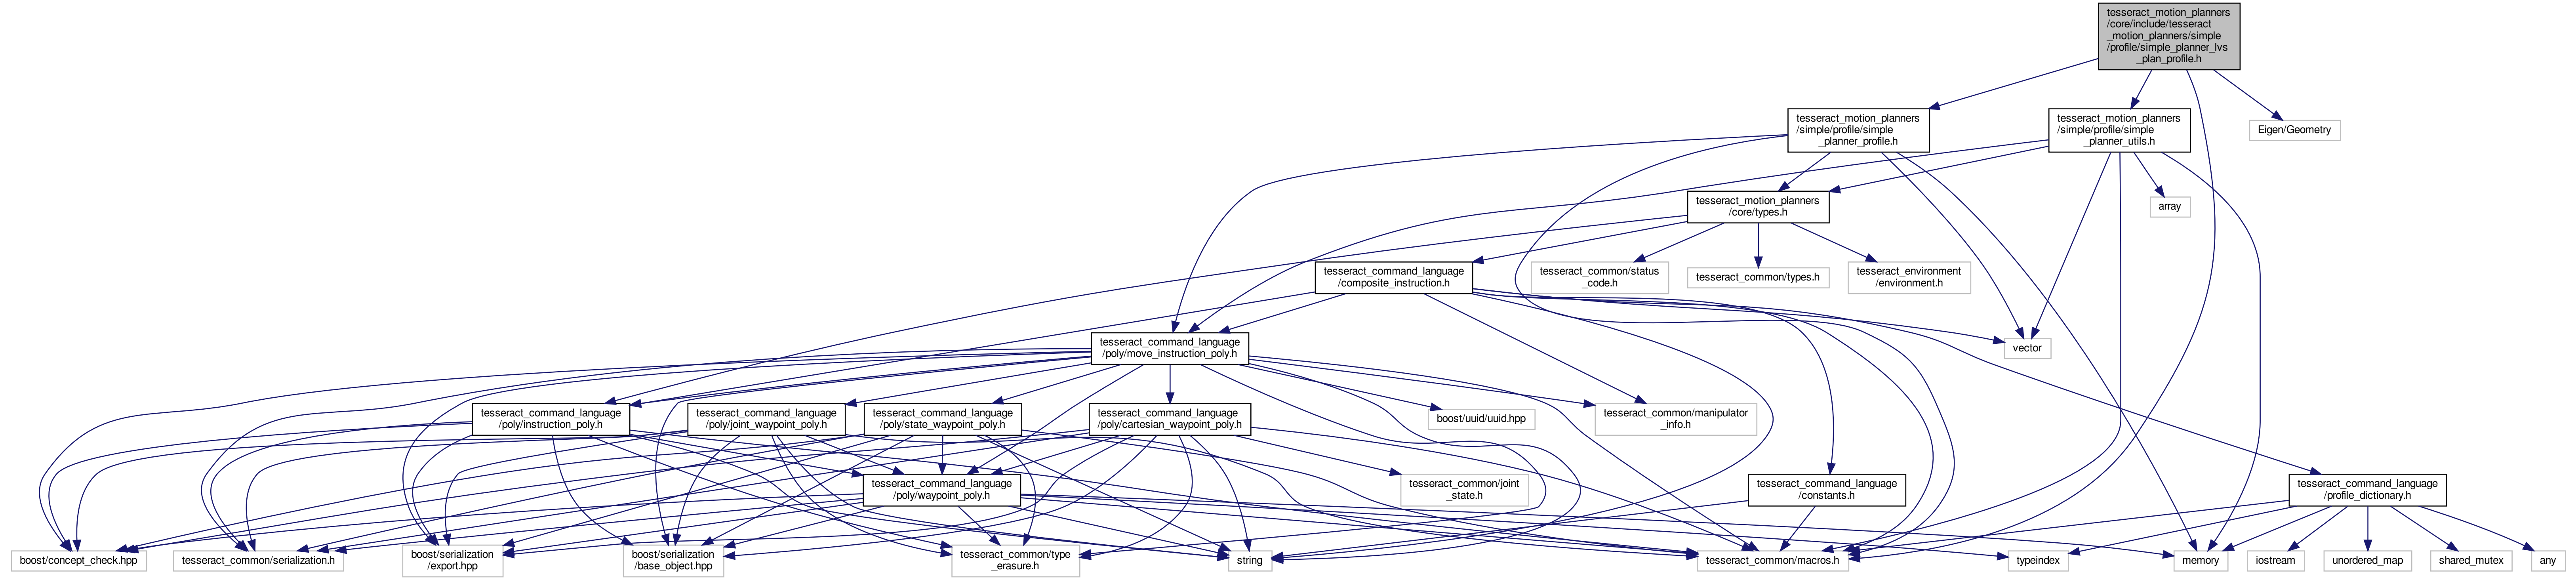 tesseract_motion_planners
/core/include/tesseract
_motion_planners/simple
/profile/simple_planner_lvs
_plan_profile.h
tesseract_motion_planners
/simple/profile/simple
_planner_profile.h
tesseract_motion_planners
/simple/profile/simple
_planner_utils.h
Eigen/Geometry
tesseract_motion_planners
/core/types.h
array
tesseract_command_language
/composite_instruction.h
tesseract_common/status
_code.h
tesseract_common/types.h
tesseract_environment
/environment.h
tesseract_command_language
/poly/move_instruction_poly.h
vector
tesseract_command_language
/poly/instruction_poly.h
tesseract_command_language
/poly/joint_waypoint_poly.h
tesseract_command_language
/poly/state_waypoint_poly.h
tesseract_command_language
/poly/cartesian_waypoint_poly.h
boost/uuid/uuid.hpp
tesseract_common/manipulator
_info.h
tesseract_command_language
/poly/waypoint_poly.h
tesseract_common/joint
_state.h
tesseract_command_language
/constants.h
tesseract_command_language
/profile_dictionary.h
boost/concept_check.hpp
tesseract_common/serialization.h
boost/serialization
/export.hpp
boost/serialization
/base_object.hpp
tesseract_common/type
_erasure.h
string
tesseract_common/macros.h
typeindex
memory
iostream
unordered_map
shared_mutex
any